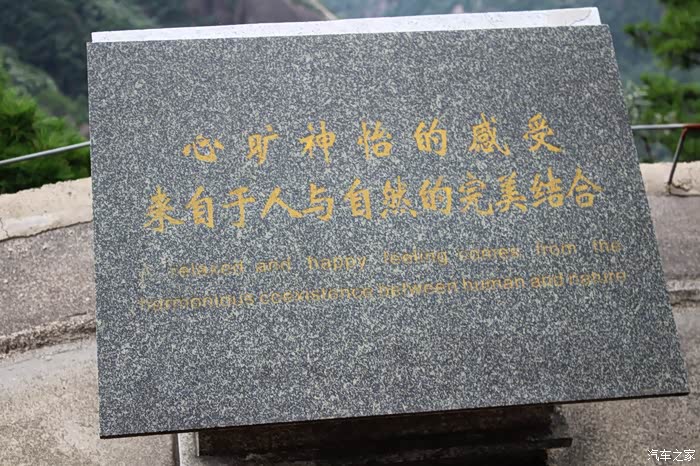 心旷神怡的感受
来自于人与自然的完美结合
A relaxed and happy feeling comes from the
harmonious coexistence between human and nature
汽车之家